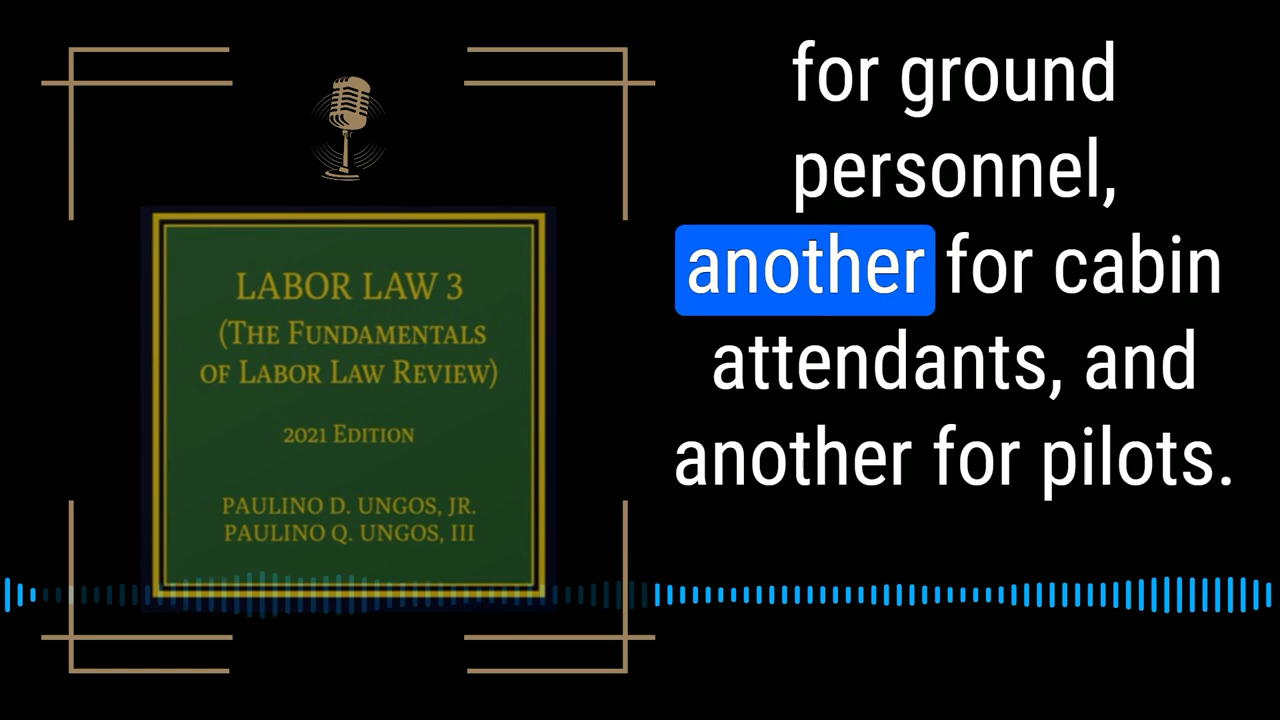 LABOR LAW 3
(THE FUNDAMENTALS
OF LABOR LAW REVIEW)
2021 EDITION
PAULINO D. UNGOS, JR.
PAULINO Q. UNGOS, III
for ground
personnel,
another for cabin
attendants, and
another for pilots.